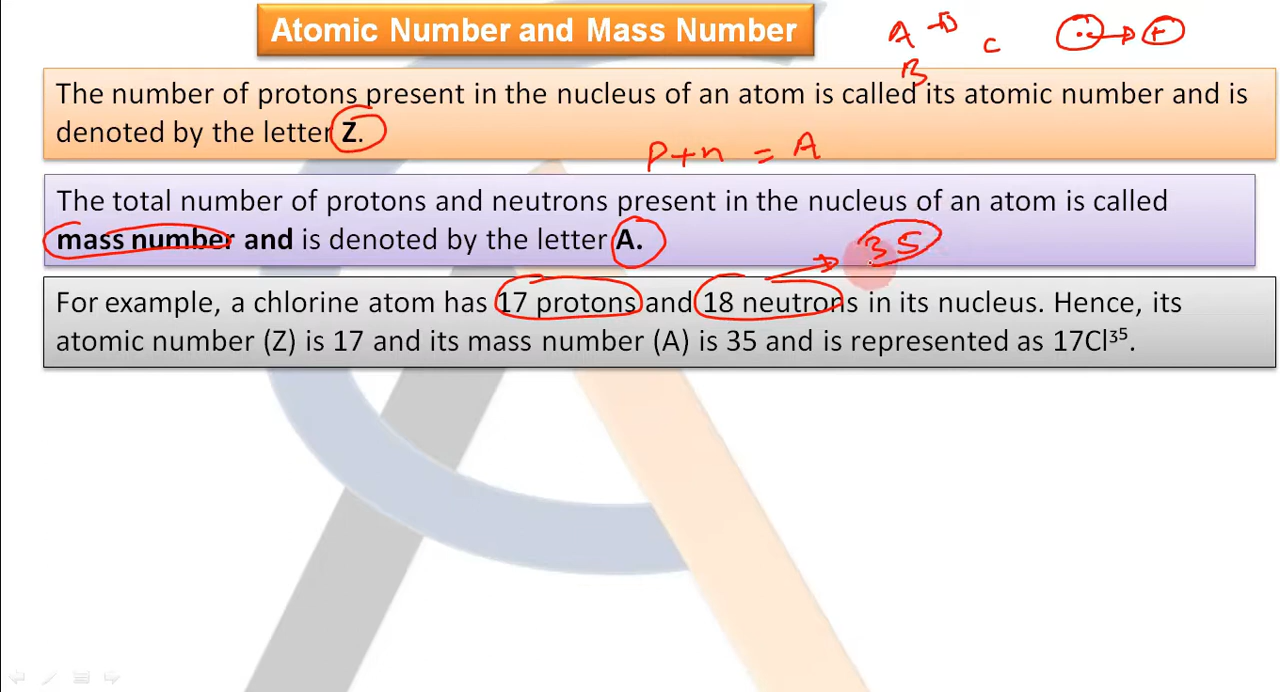 Atomic Number and Mass Number
A → D
C
B
+
The number of protons present in the nucleus of an atom is called its atomic number and is
denoted by the letter Z.
P+n = A
The total number of protons and neutrons present in the nucleus of an atom is called
mass number and is denoted by the letter A.
35
For example, a chlorine atom has 17 protons and 18 neutrons in its nucleus. Hence, its
atomic number (Z) is 17 and its mass number (A) is 35 and is represented as 17Cl³⁵.